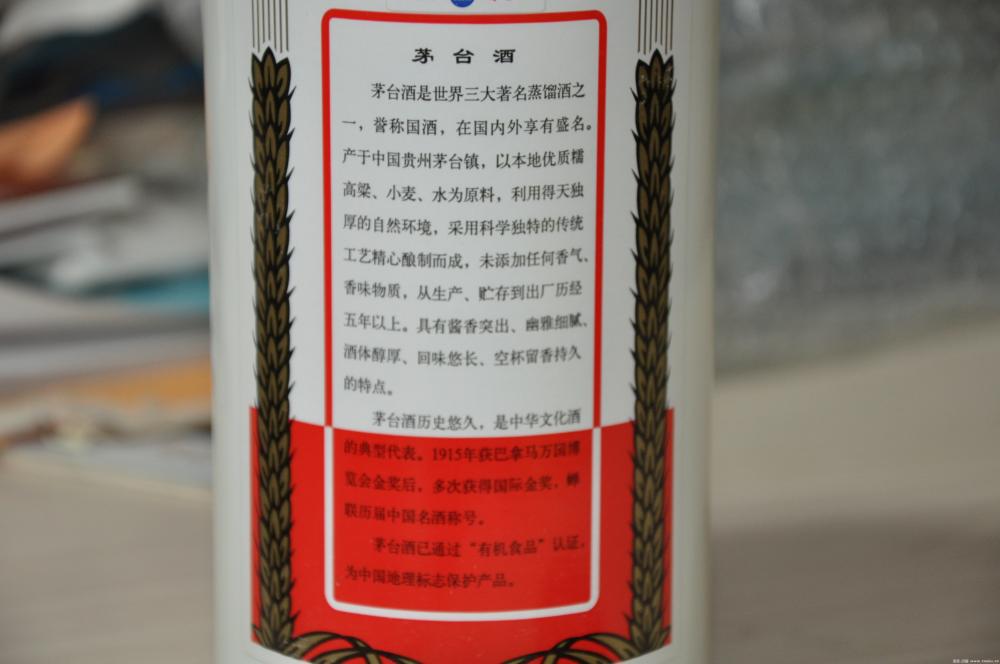 茅台酒
茅台酒是世界三大著名蒸馏酒之
一，誉称国酒，在国内外享有盛名。
产于中国贵州茅台镇，以本地优质糯
高粱、小麦、水为原料，利用得天独
厚的自然环境，采用科学独特的传统
工艺精心酿制而成，未添加任何香气、
香味物质，从生产、贮存到出厂历经
五年以上。具有酱香突出、幽雅细腻、
酒体醇厚、回味悠长、空杯留香持久
的特点。
茅台酒历史悠久，是中华文化酒
的典型代表。1915年获巴拿马万国博
览会金奖后，多次获得国际金奖，蝉
联历届中国名酒称号。
茅台酒已通过“有机食品”认证，
为中国地理标志保护产品。